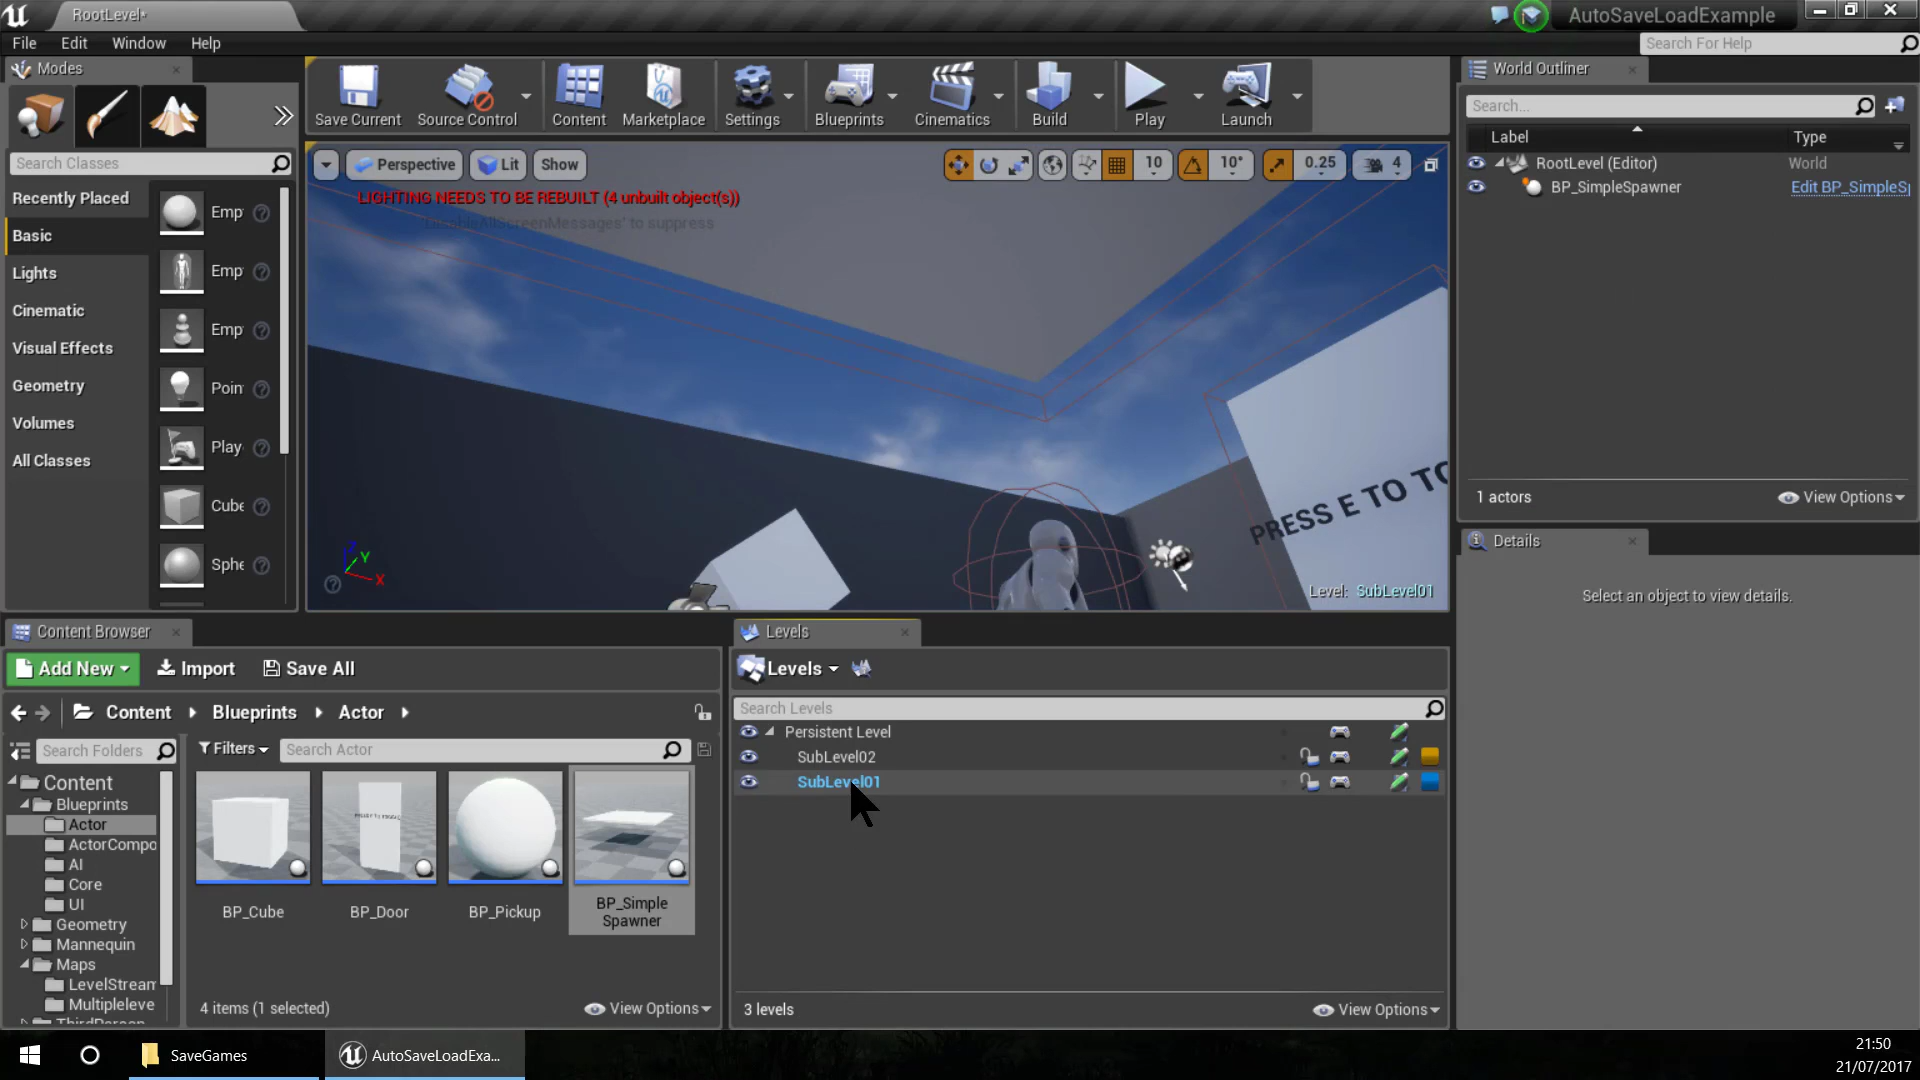 RootLevel*
AutoSaveLoadExample
File Edit Window Help
Search For Help
Modes
Search Classes
Recently Placed
Basic
Lights
Cinematic
Visual Effects
Geometry
Volumes
All Classes
Emp
Emp
Emp
Poin
Play
Cube
Sphe
Save Current
Source Control
Content
Marketplace
Settings
Blueprints
Cinematics
Build
Play
Launch
Perspective
Lit
Show
10
10°
0.25
4
LIGHTING NEEDS TO BE REBUILT (4 unbuilt object(s))
'DisableAllScreenMessages' to suppress
PRESS E TO TO
Z
Y
X
Level: SubLevel01
World Outliner
Search...
Label
Type
RootLevel (Editor)
World
BP_SimpleSpawner
Edit BP_SimpleS
1 actors
View Options
Details
Select an object to view details.
Content Browser
Add New
Import
Save All
Content
Blueprints
Actor
Search Folders
Filters
Search Actor
Content
Blueprints
Actor
ActorCompo
AI
Core
UI
Geometry
Mannequin
Maps
LevelStream
Multipleleve
BP_Cube
BP_Door
BP_Pickup
BP_Simple
Spawner
4 items (1 selected)
View Options
Levels
Levels
Search Levels
Persistent Level
SubLevel02
SubLevel01
3 levels
View Options
SaveGames
AutoSaveLoadExa...
21:50
21/07/2017